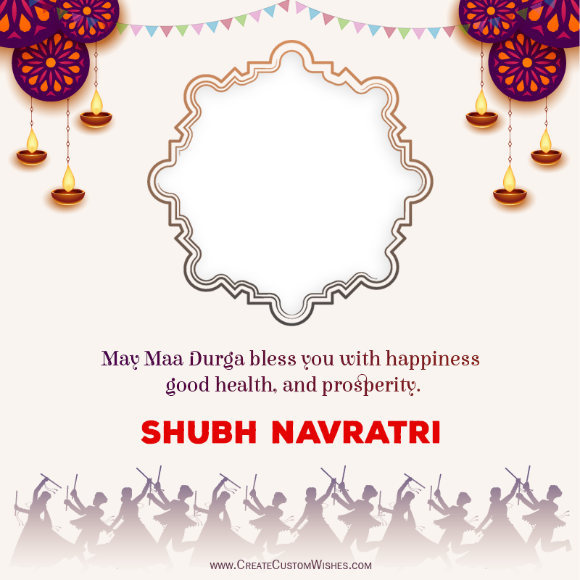 May Maa Durga bless you with happiness
good health, and prosperity.
SHUBH NAVRATRI
www.CreateCustomWishes.com